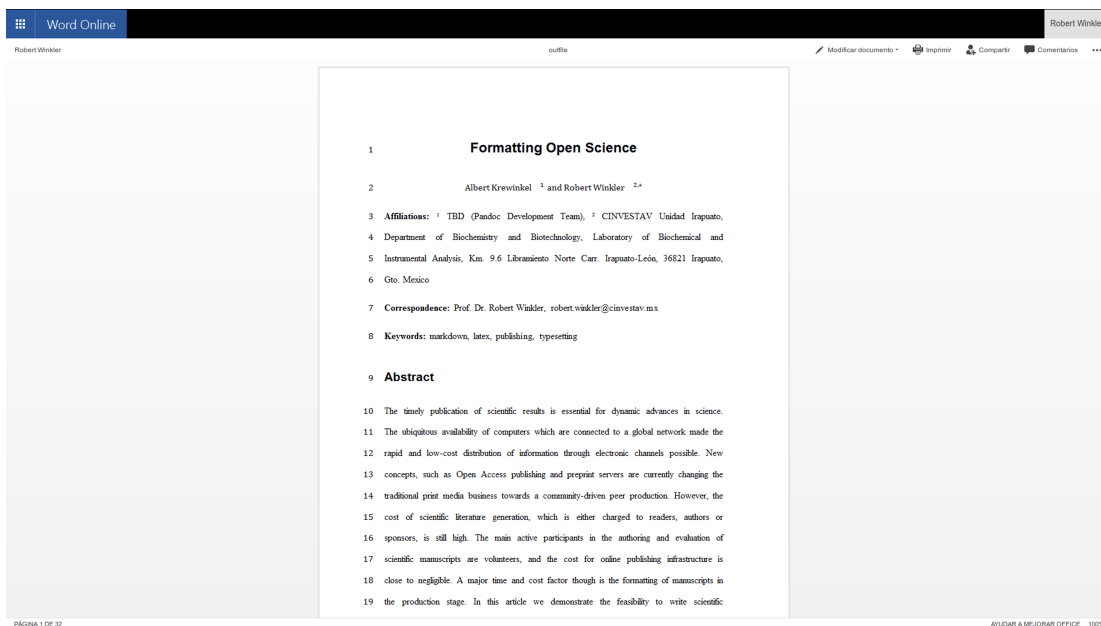 Word Online
Robert Winkle
Robert Winkler outfile Modificar documento Imprimir Compartir Comentarios ...
1 Formatting Open Science
2 Albert Krewinkel 1 and Robert Winkler 2,*
3 Affiliations: 1 TBD (Pandoc Development Team), 2 CINVESTAV Unidad Irapuato,
4 Department of Biochemistry and Biotechnology, Laboratory of Biochemical and
5 Instrumental Analysis, Km. 9.6 Libramiento Norte Carr. Irapuato-León, 36821 Irapuato,
6 Gto. Mexico
7 Correspondence: Prof. Dr. Robert Winkler, robert.winkler@cinvestav.mx
8 Keywords: markdown, latex, publishing, typesetting
9 Abstract
10 The timely publication of scientific results is essential for dynamic advances in science.
11 The ubiquitous availability of computers which are connected to a global network made the
12 rapid and low-cost distribution of information through electronic channels possible. New
13 concepts, such as Open Access publishing and preprint servers are currently changing the
14 traditional print media business towards a community-driven peer production. However, the
15 cost of scientific literature generation, which is either charged to readers, authors or
16 sponsors, is still high. The main active participants in the authoring and evaluation of
17 scientific manuscripts are volunteers, and the cost for online publishing infrastructure is
18 close to negligible. A major time and cost factor though is the formatting of manuscripts in
19 the production stage. In this article we demonstrate the feasibility to write scientific
PÁGINA 1 DE 32 AYUDAR A MEJORAR OFFICE 100%